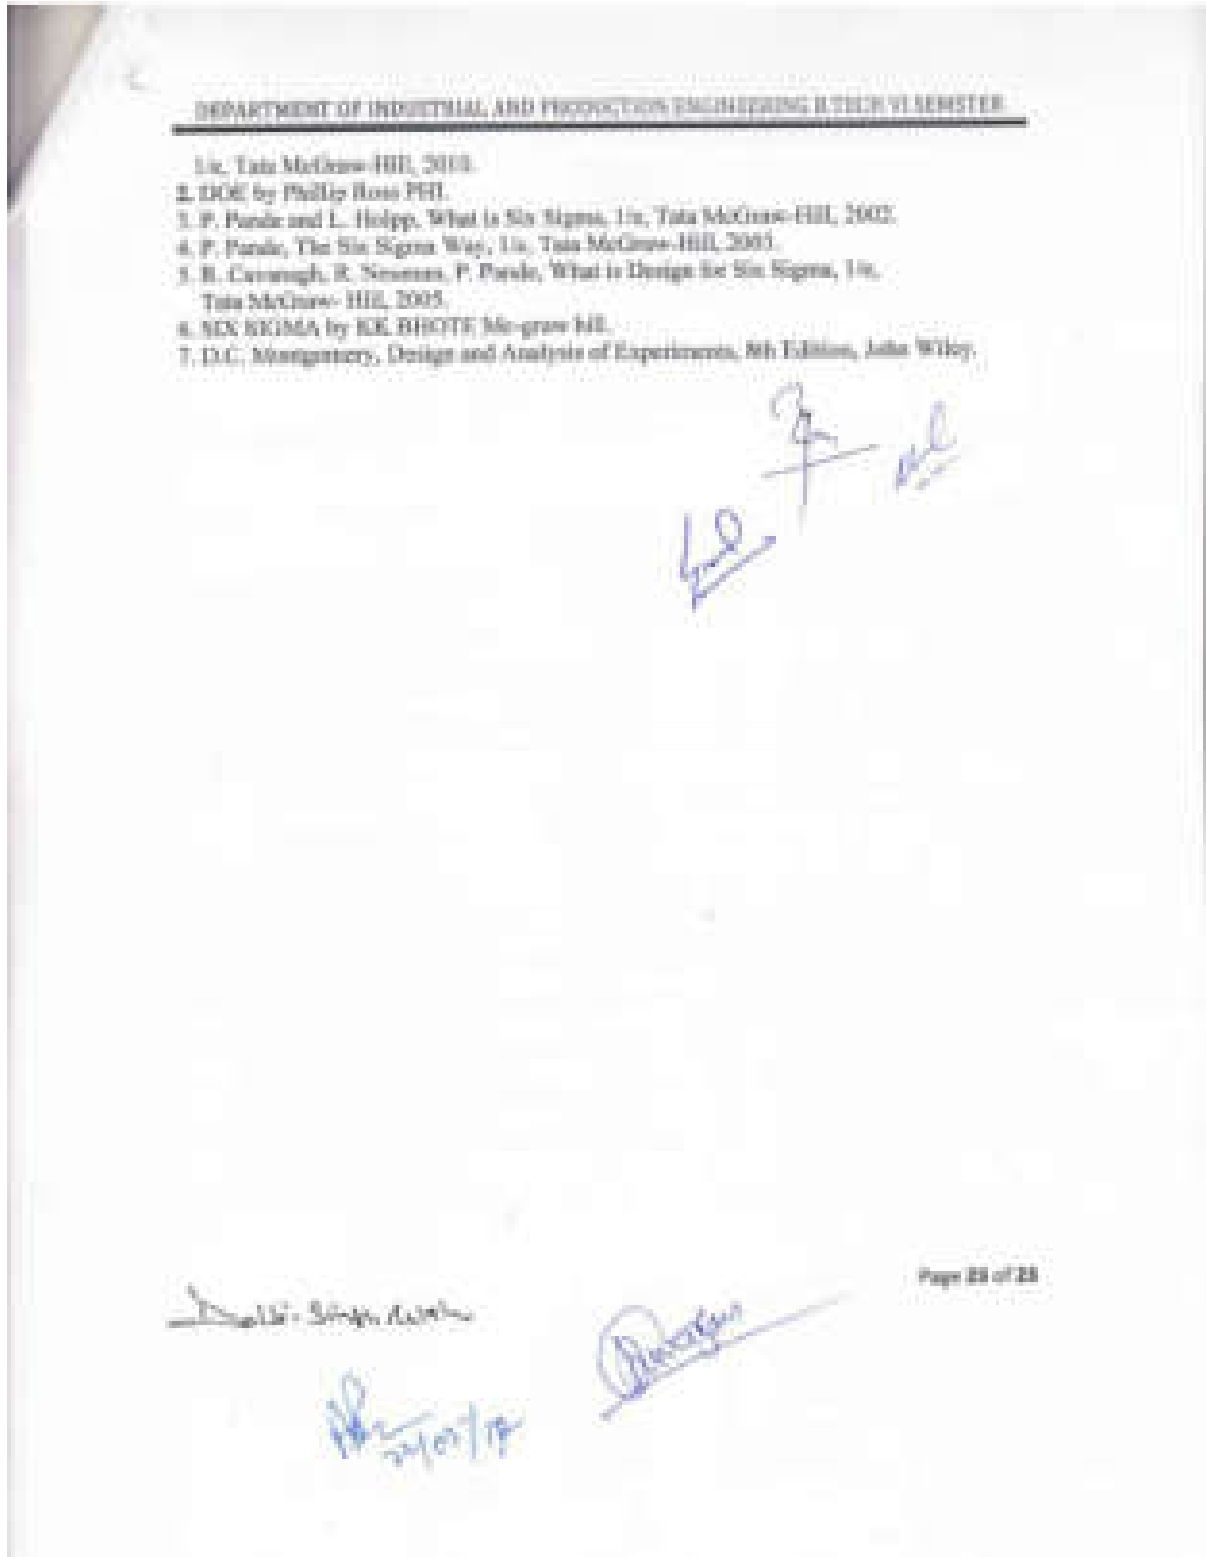 DEPARTMENT OF INDUSTRIAL AND PRODUCTION ENGINEERING B.TECH VI SEMSTER
1/e, Tata McGraw-Hill, 2010.
2. DOE by Phillip Ross PHI.
3. P. Pande and L. Holpp, What is Six Sigma, 1/e, Tata McGraw-Hill, 2002.
4. P. Pande, The Six Sigma Way, 1/e, Tata McGraw-Hill, 2003.
5. R. Cavanagh, R. Neuman, P. Pande, What is Design for Six Sigma, 1/e,
Tata McGraw- Hill, 2005.
6. SIX SIGMA by KK BHOTE Mc-graw hill.
7. D.C. Montgomery, Design and Analysis of Experiments, 8th Edition, John Wiley.
Page of